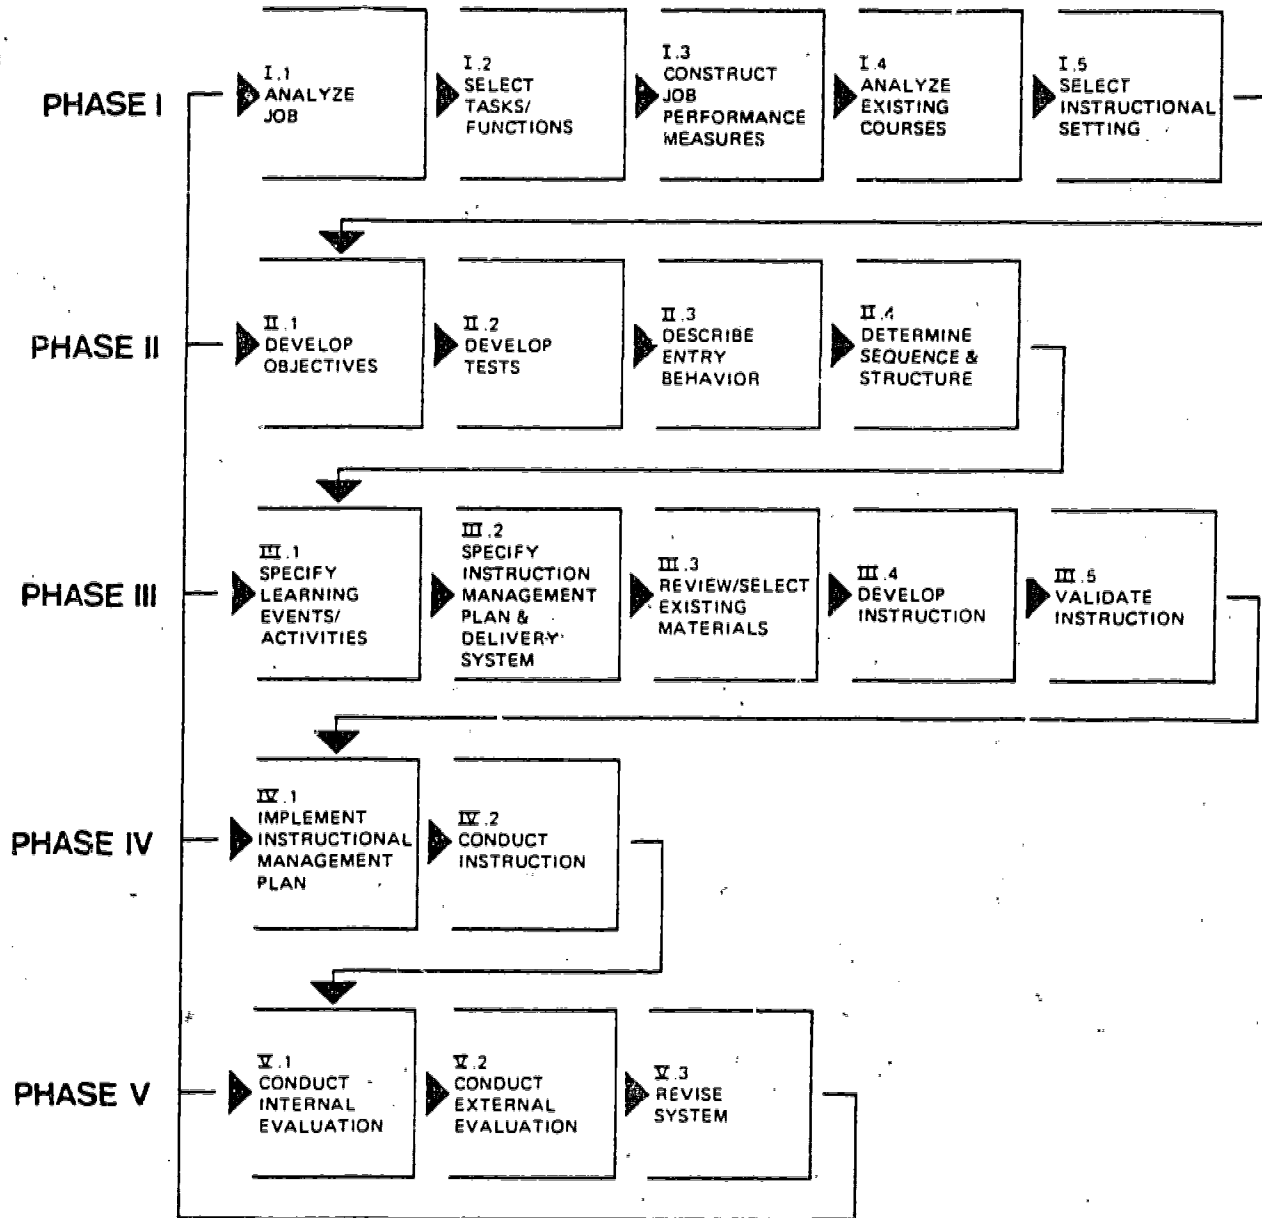 PHASE I
I.1
ANALYZE
JOB
I.2
SELECT
TASKS/
FUNCTIONS
I.3
CONSTRUCT
JOB
PERFORMANCE
MEASURES
I.4
ANALYZE
EXISTING
COURSES
I.5
SELECT
INSTRUCTIONAL
SETTING
PHASE II
II.1
DEVELOP
OBJECTIVES
II.2
DEVELOP
TESTS
II.3
DESCRIBE
ENTRY
BEHAVIOR
II.4
DETERMINE
SEQUENCE &
STRUCTURE
PHASE III
III.1
SPECIFY
LEARNING
EVENTS/
ACTIVITIES
III.2
SPECIFY
INSTRUCTION
MANAGEMENT
PLAN &
DELIVERY
SYSTEM
III.3
REVIEW/SELECT
EXISTING
MATERIALS
III.4
DEVELOP
INSTRUCTION
III.5
VALIDATE
INSTRUCTION
PHASE IV
IV.1
IMPLEMENT
INSTRUCTIONAL
MANAGEMENT
PLAN
IV.2
CONDUCT
INSTRUCTION
PHASE V
V.1
CONDUCT
INTERNAL
EVALUATION
V.2
CONDUCT
EXTERNAL
EVALUATION
V.3
REVISE
SYSTEM